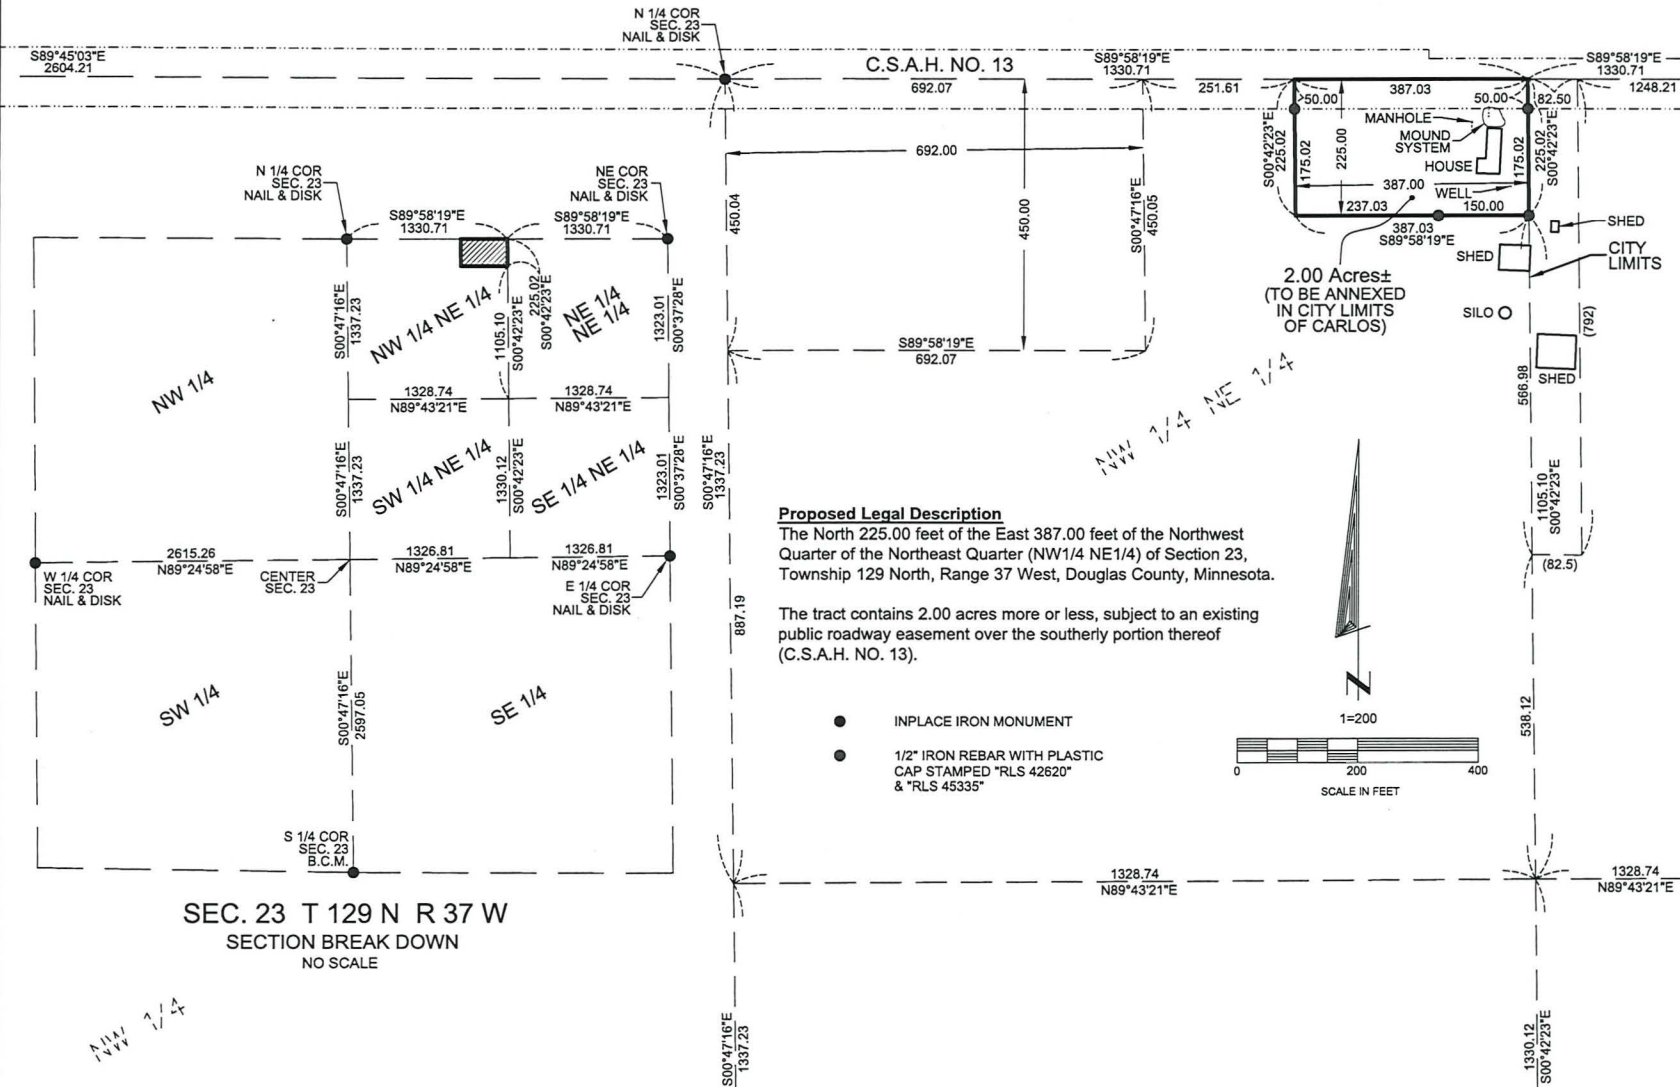 N 1/4 COR
SEC. 23
NAIL & DISK
S89°45'03"E
2604.21
C.S.A.H. NO. 13
692.07
S89°58'19"E
1330.71
251.61
387.03
S89°58'19"E
1330.71
1248.21
50.00
50.00
82.50
MANHOLE
MOUND
SYSTEM
HOUSE
WELL
S00°42'23"E
225.02
175.02
225.00
175.02
225.02
S00°42'23"E
387.00
237.03
150.00
387.03
S89°58'19"E
SHED
SHED
CITY
LIMITS
2.00 Acres±
(TO BE ANNEXED
IN CITY LIMITS
OF CARLOS)
SILO
(792)
SHED
566.98
692.00
450.04
450.00
S00°47'16"E
450.05
S89°58'19"E
692.07
N 1/4 COR
SEC. 23
NAIL & DISK
NE COR
SEC. 23
NAIL & DISK
S89°58'19"E
1330.71
S89°58'19"E
1330.71
S00°47'16"E
1337.23
NW 1/4 NE 1/4
1105.10
S00°42'23"E
225.02
S00°42'23"E
NE 1/4
NE 1/4
1323.01
S00°37'28"E
NW 1/4
1328.74
N89°43'21"E
1328.74
N89°43'21"E
S00°47'16"E
1337.23
SW 1/4 NE 1/4
1330.12
S00°42'23"E
SE 1/4 NE 1/4
1323.01
S00°37'28"E
S00°47'16"E
1337.23
NW 1/4 NE 1/4
1105.10
S00°42'23"E
(82.5)
2615.26
N89°24'58"E
1326.81
N89°24'58"E
1326.81
N89°24'58"E
W 1/4 COR
SEC. 23
NAIL & DISK
CENTER
SEC. 23
E 1/4 COR
SEC. 23
NAIL & DISK
887.19
Proposed Legal Description
The North 225.00 feet of the East 387.00 feet of the Northwest
Quarter of the Northeast Quarter (NW1/4 NE1/4) of Section 23,
Township 129 North, Range 37 West, Douglas County, Minnesota.
The tract contains 2.00 acres more or less, subject to an existing
public roadway easement over the southerly portion thereof
(C.S.A.H. NO. 13).
N
SW 1/4
S00°47'16"E
2597.05
SE 1/4
INPLACE IRON MONUMENT
1/2" IRON REBAR WITH PLASTIC
CAP STAMPED "RLS 42620"
& "RLS 45335"
1=200
0 200 400
SCALE IN FEET
538.12
S 1/4 COR
SEC. 23
B.C.M.
1328.74
N89°43'21"E
1328.74
N89°43'21"E
SEC. 23 T 129 N R 37 W
SECTION BREAK DOWN
NO SCALE
NW 1/4
S00°47'16"E
1337.23
1330.12
S00°42'23"E